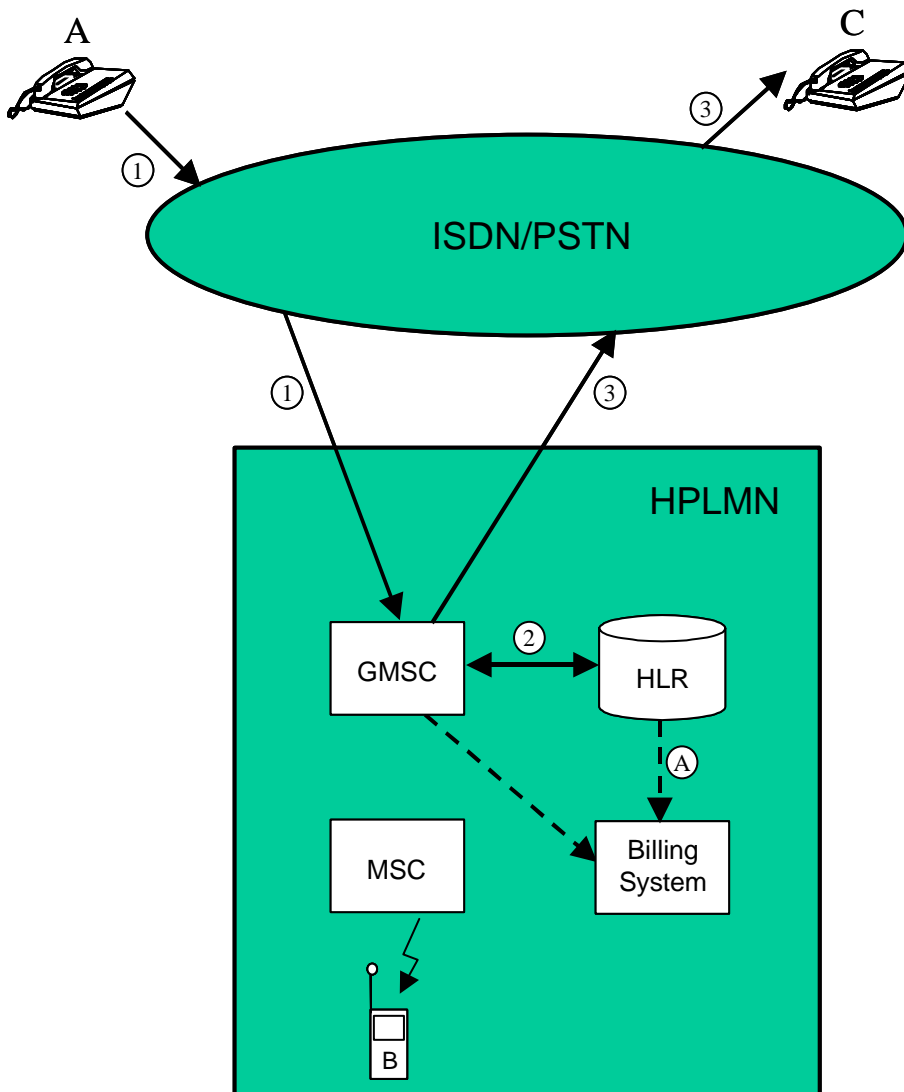 A
C
3
1
ISDN/PSTN
1
3
HPLMN
2
GMSC
HLR
A
MSC
Billing
System
B